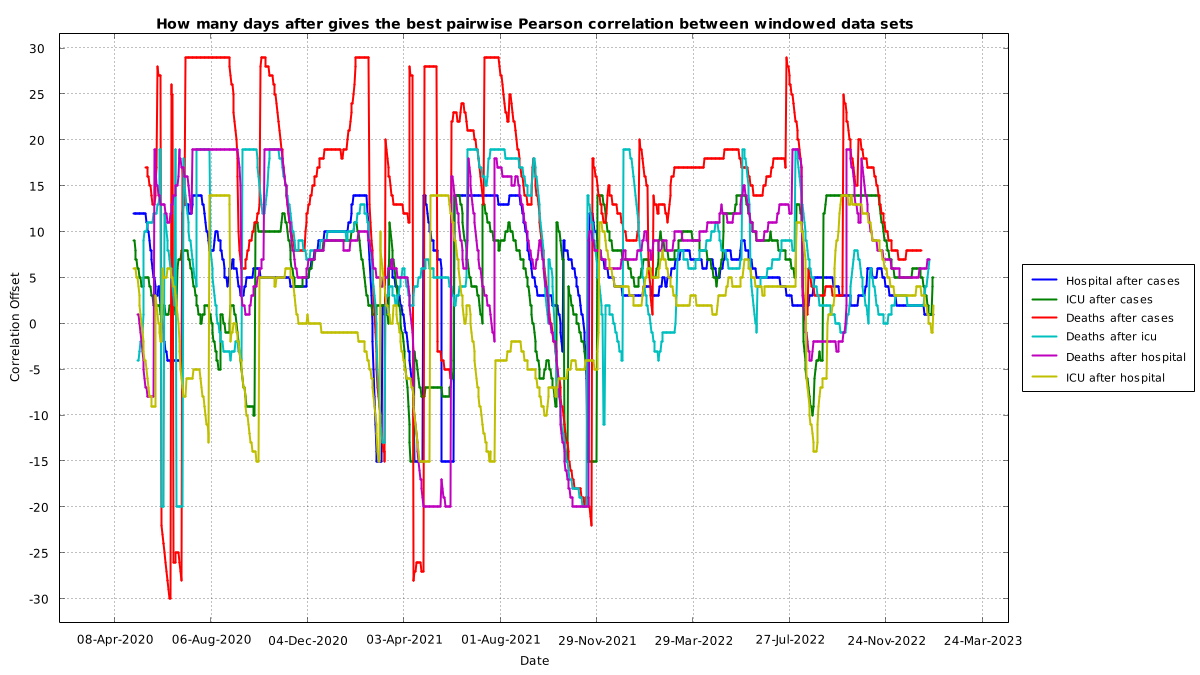 How many days after gives the best pairwise Pearson correlation between windowed data sets
30
25
20
15
10
5
0
-5
-10
-15
-20
-25
-30
Correlation Offset
08-Apr-2020 06-Aug-2020 04-Dec-2020 03-Apr-2021 01-Aug-2021 29-Nov-2021 29-Mar-2022 27-Jul-2022 24-Nov-2022 24-Mar-2023
Date
Hospital after cases
ICU after cases
Deaths after cases
Deaths after icu
Deaths after hospital
ICU after hospital